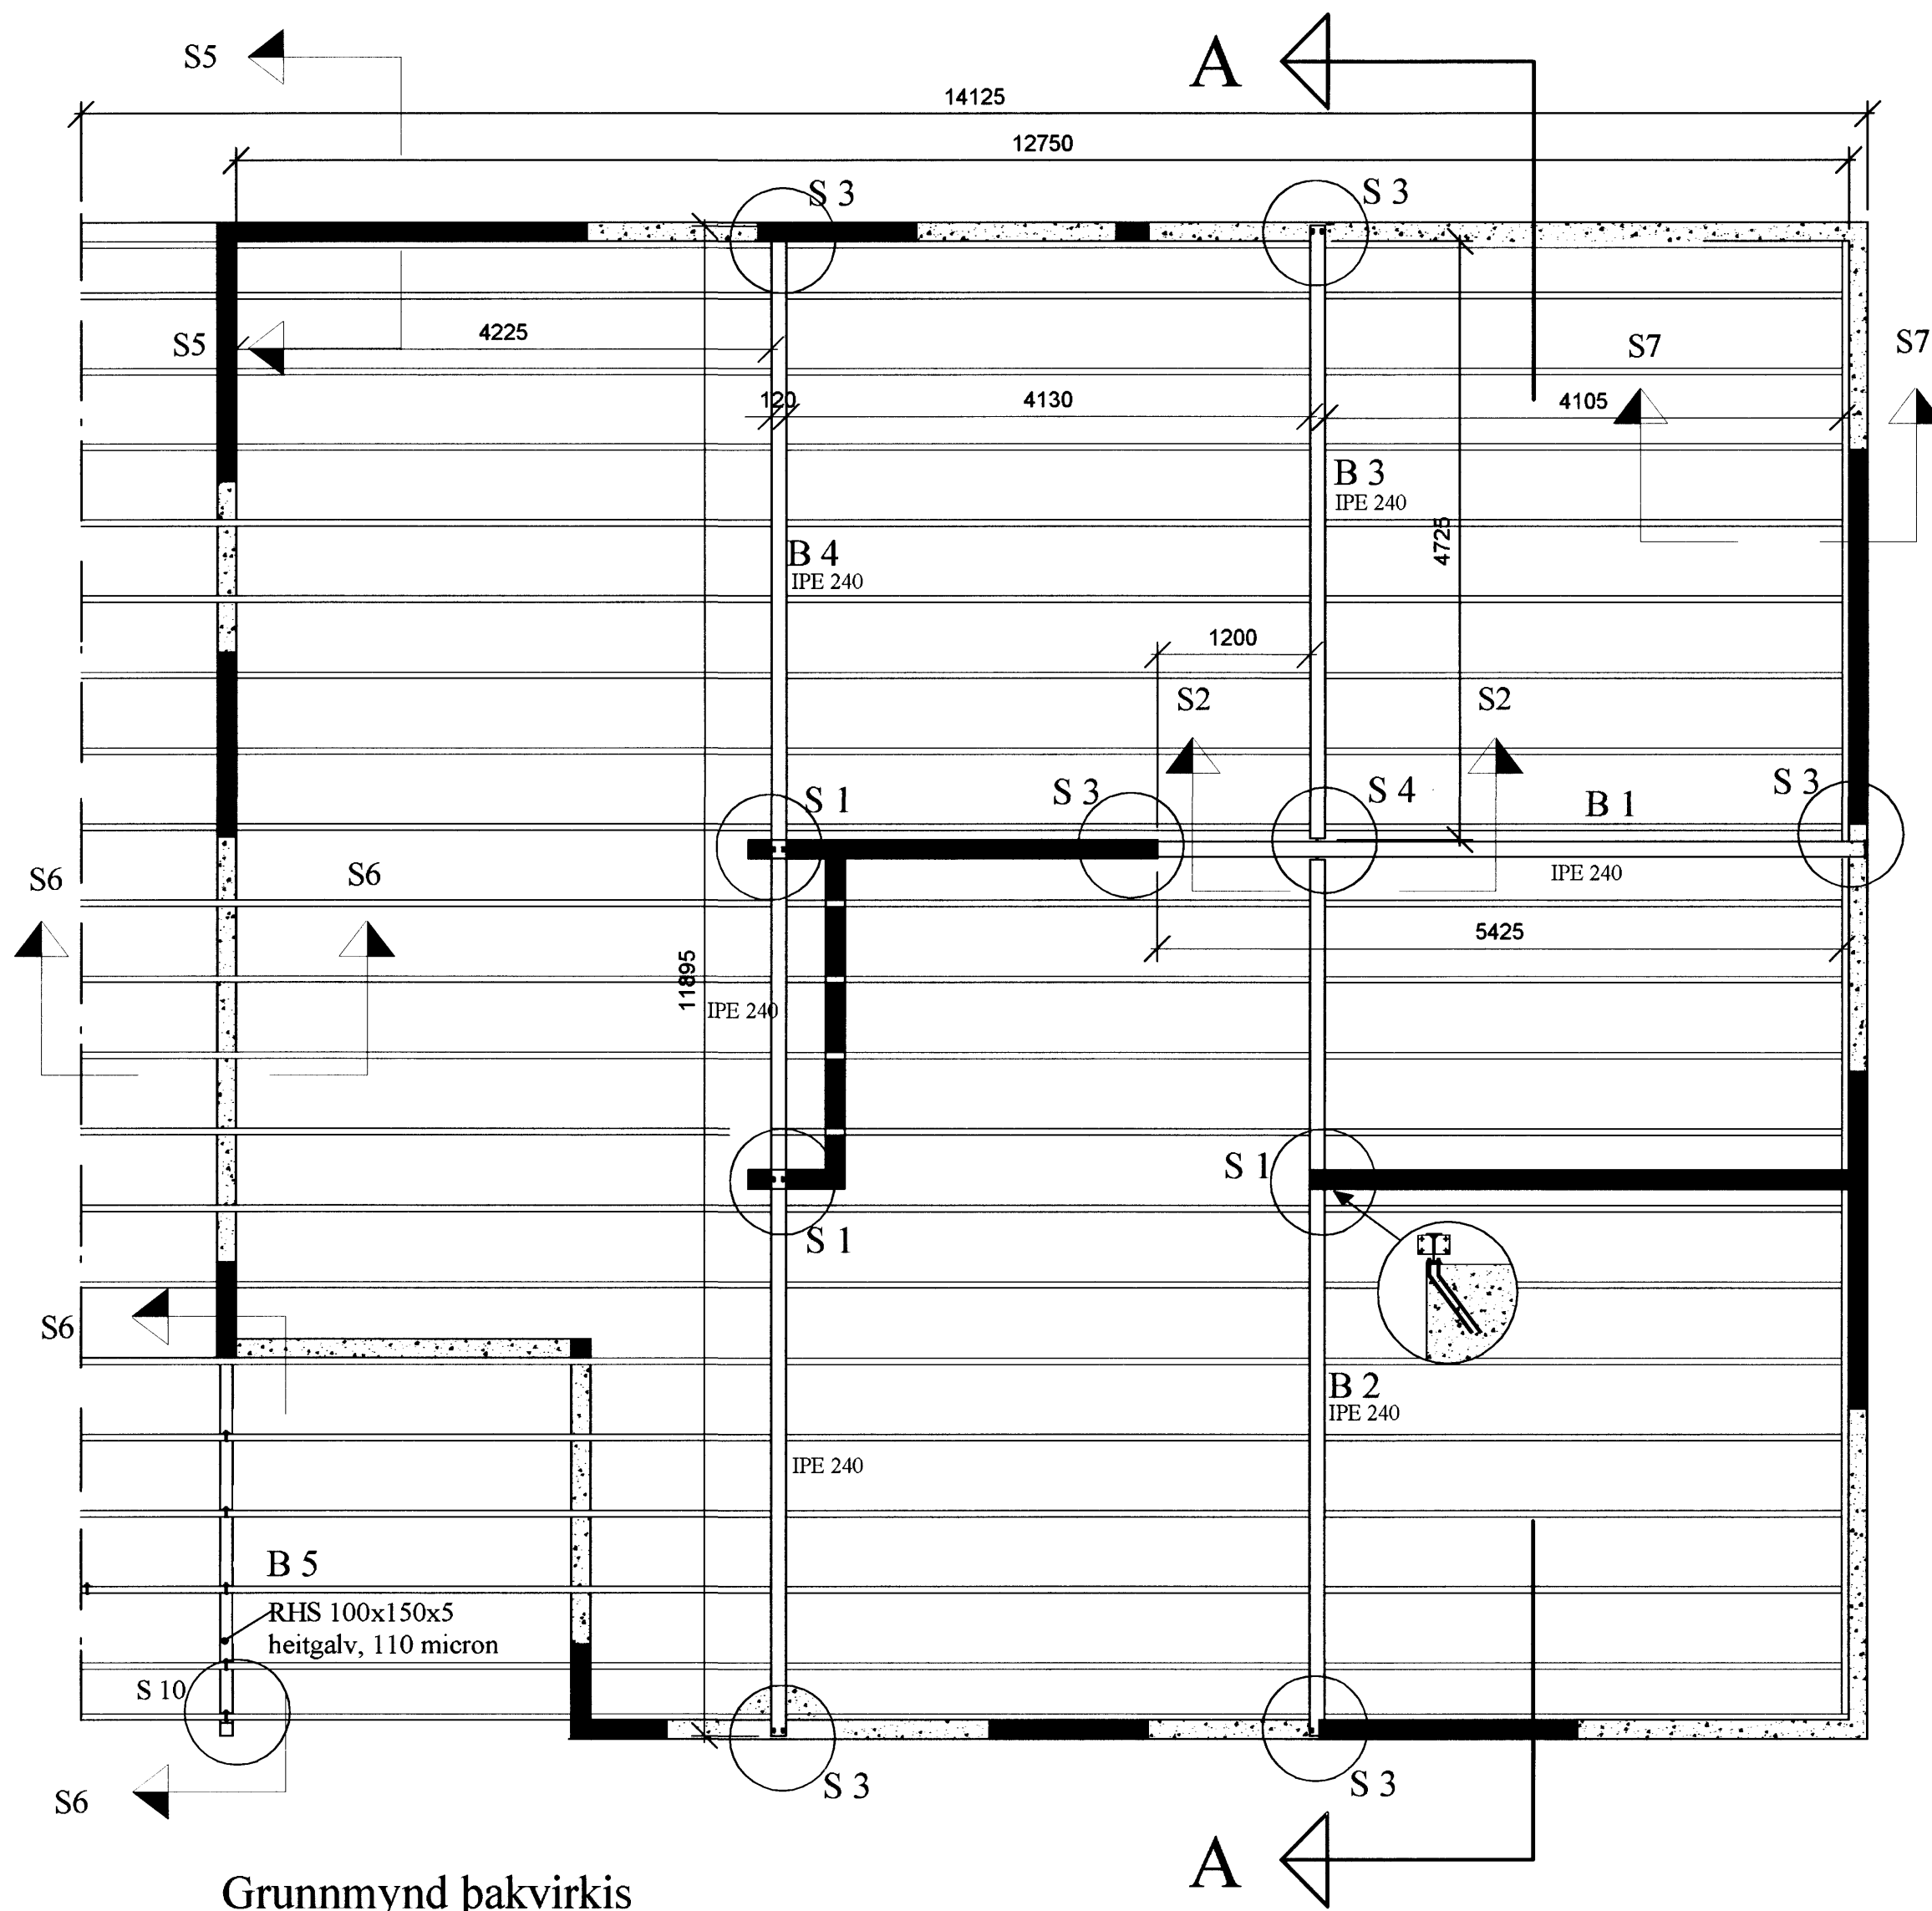 S5
A
14125
12750
S 3
S 3
S5
4225
S7
S7
120
4130
4105
B 3
IPE 240
4725
B 4
IPE 240
1200
S2
S2
S 1
S 3
S 4
B 1
S 3
IPE 240
S6
S6
5425
11895
IPE 240
S 1
S 1
S6
B 2
IPE 240
IPE 240
B 5
RHS 100x150x5
heitgalv, 110 micron
S 10
S6
S 3
S 3
A
Grunnmynd þakvirkis